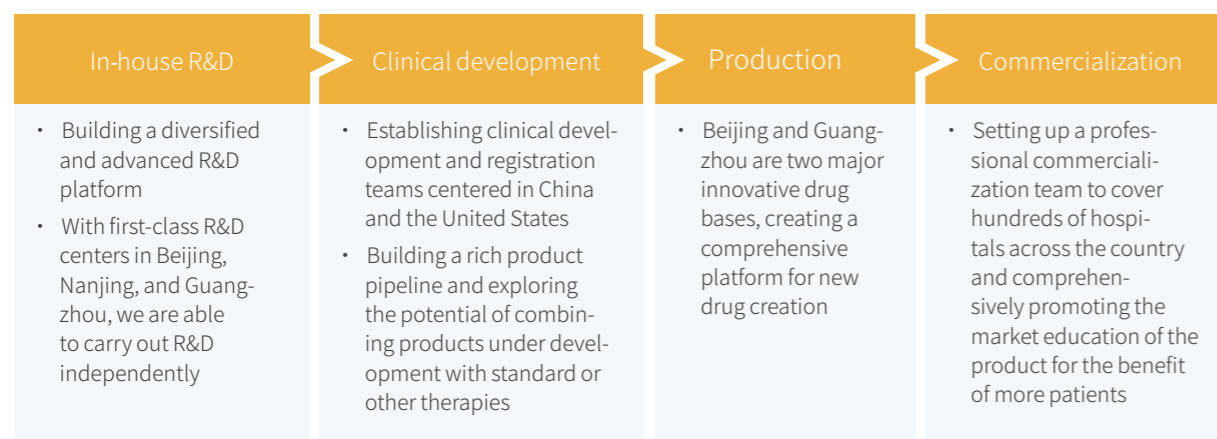 In-house R&D
• Building a diversified
and advanced R&D
platform
• With first-class R&D
centers in Beijing,
Nanjing, and Guang-
zhou, we are able
to carry out R&D
independently
Clinical development
• Establishing clinical devel-
opment and registration
teams centered in China
and the United States
• Building a rich product
pipeline and exploring
the potential of combin-
ing products under devel-
opment with standard or
other therapies
Production
• Beijing and Guang-
zhou are two major
innovative drug
bases, creating a
comprehensive
platform for new
drug creation
Commercialization
• Setting up a profes-
sional commerciali-
zation team to cover
hundreds of hospi-
tals across the country
and comprehen-
sively promoting the
market education of the
product for the benefit
of more patients